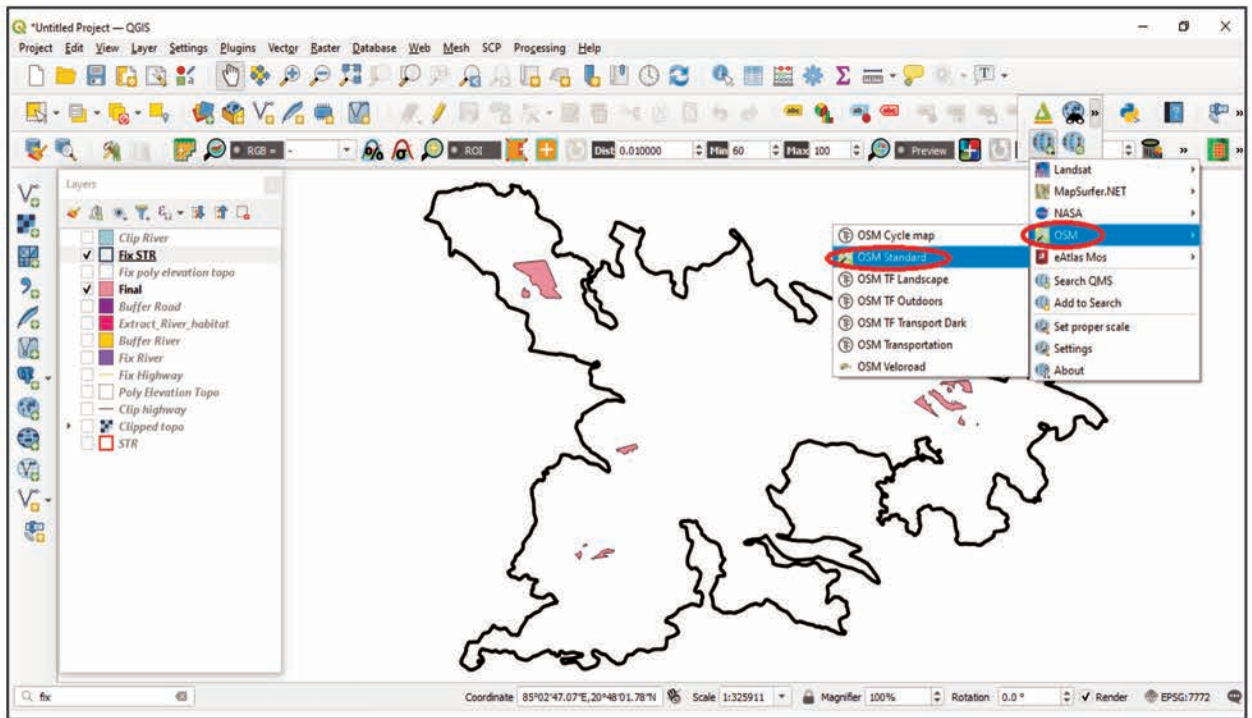 *Untitled Project — QGIS
Project Edit View Layer Settings Plugins Vector Raster Database Web Mesh SCP Processing Help
RGB = -
ROI
Dist 0.010000
Min 60
Max 100
Preview
Layers
Clip River
Fix STR
Fix poly elevation topo
Final
Buffer Road
Extract_River_habitat
Buffer River
Fix River
Fix Highway
Poly Elevation Topo
Clip highway
Clipped topo
STR
OSM Cycle map
OSM Standard
OSM TF Landscape
OSM TF Outdoors
OSM TF Transport Dark
OSM Transportation
OSM Veloroad
Landsat
MapSurfer.NET
NASA
OSM
eAtlas Mos
Search QMS
Add to Search
Set proper scale
Settings
About
fix
Coordinate 85°02'47.07"E,20°48'01.78"N Scale 1:325911 Magnifier 100% Rotation 0.0 ° Render EPSG:7772